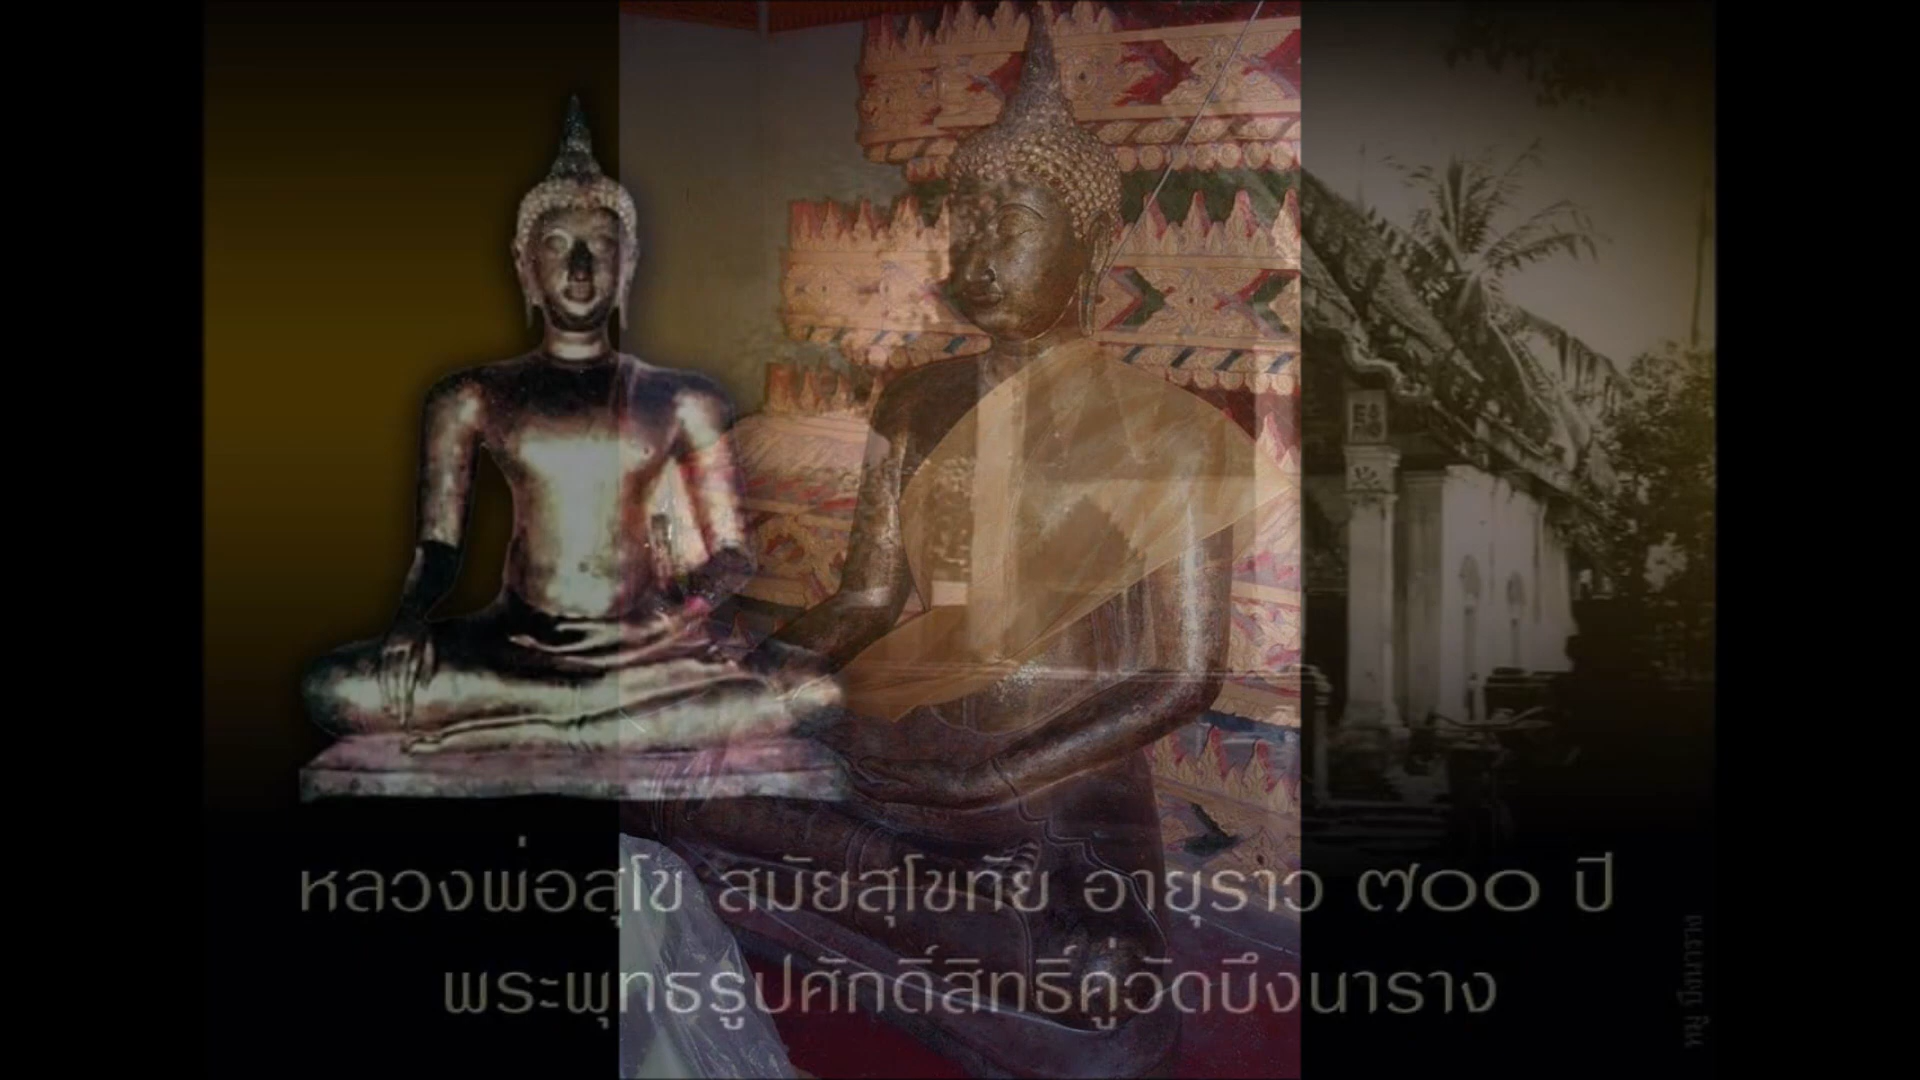 หลวงพ่อสุโข สมัยสุโขทัย อายุราว ๗๐๐ ปี
พระพุทธรูปศักดิ์สิทธิ์คู่วัดบึงนาราง